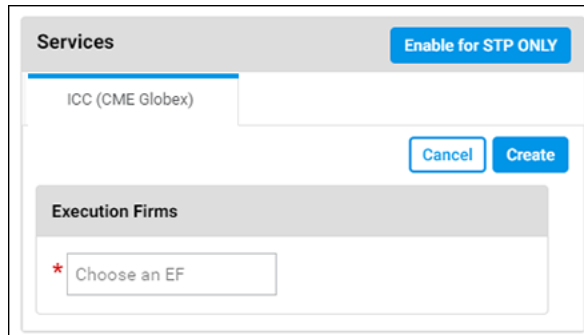 Services
Enable for STP ONLY
ICC (CME Globex)
Cancel
Create
Execution Firms
* Choose an EF